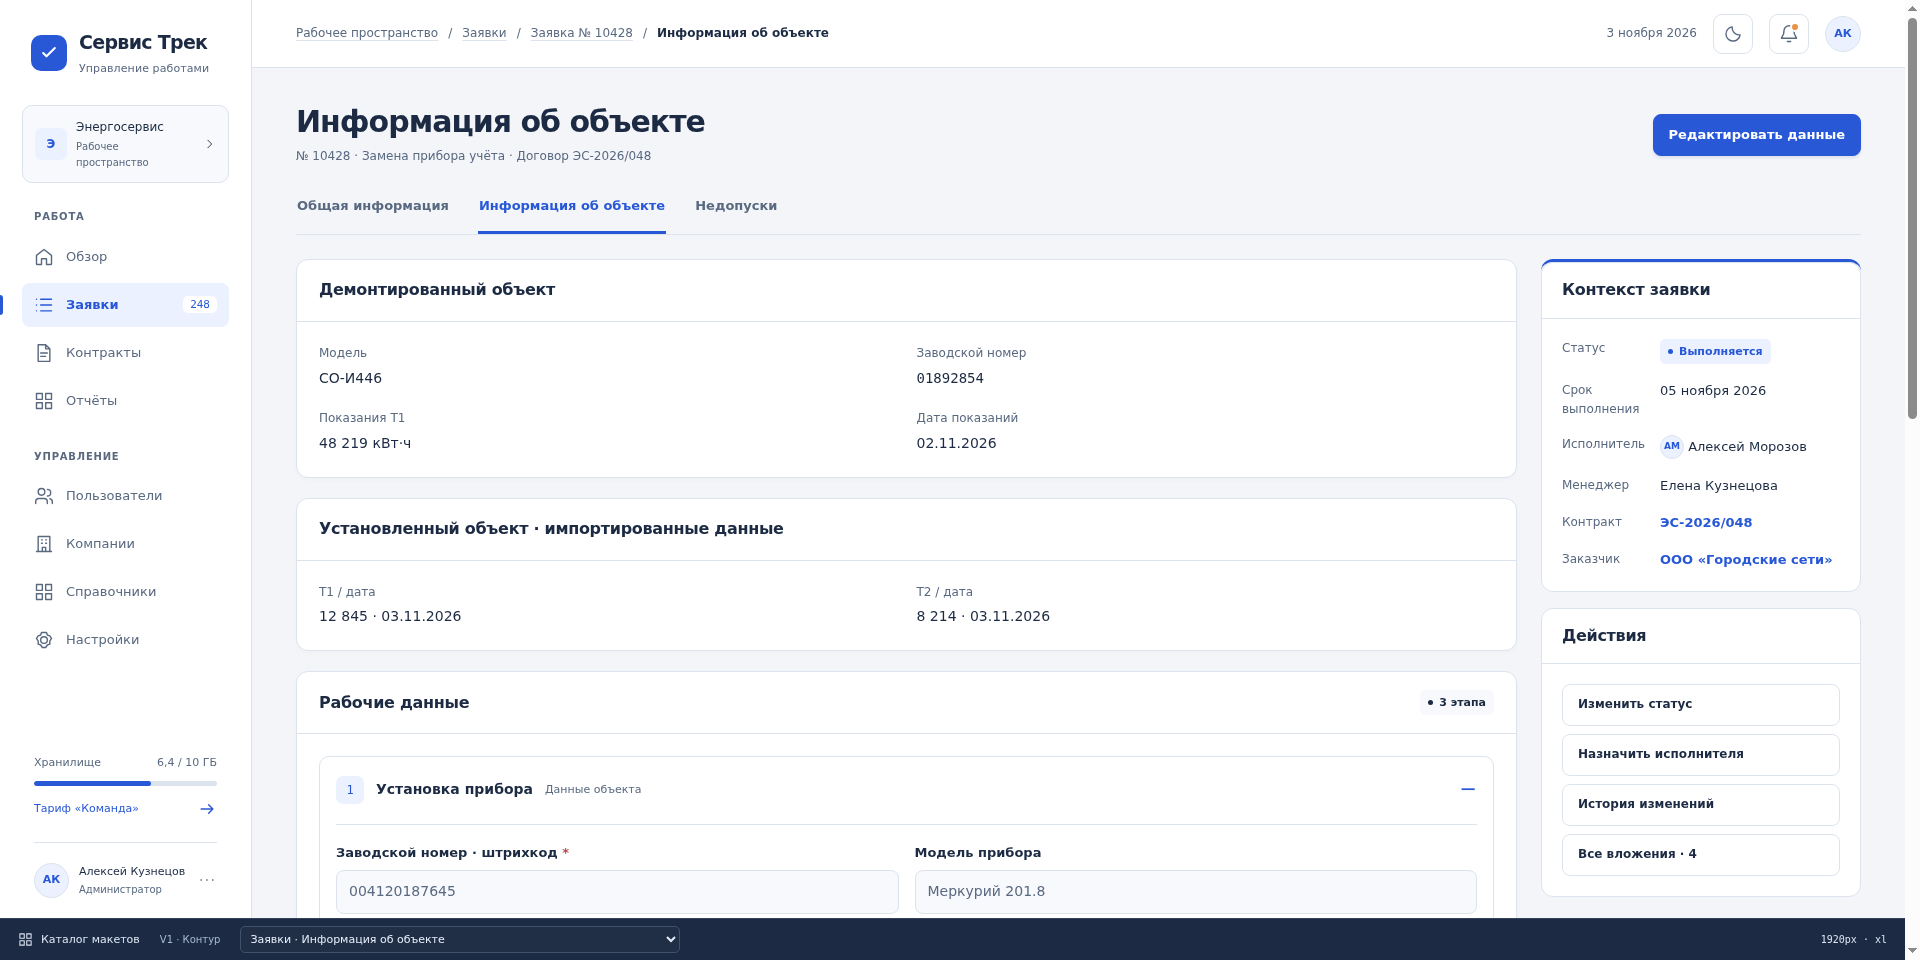 Сервис Трек
Управление работами
Э
Энергосервис
Рабочее
пространство
РАБОТА
Обзор
Заявки 248
Контракты
Отчёты
УПРАВЛЕНИЕ
Пользователи
Компании
Справочники
Настройки
Хранилище 6,4 / 10 ГБ
Тариф «Команда»
АК
Алексей Кузнецов
Администратор
Рабочее пространство / Заявки / Заявка № 10428 / Информация об объекте
3 ноября 2026
АК
Информация об объекте
№ 10428 · Замена прибора учёта · Договор ЭС-2026/048
Редактировать данные
Общая информация Информация об объекте Недопуски
Демонтированный объект
Модель Заводской номер
СО-И446 01892854
Показания Т1 Дата показаний
48 219 кВт·ч 02.11.2026
Установленный объект · импортированные данные
Т1 / дата Т2 / дата
12 845 · 03.11.2026 8 214 · 03.11.2026
Рабочие данные 3 этапа
1 Установка прибора Данные объекта
Заводской номер · штрихкод * Модель прибора
004120187645 Меркурий 201.8
Контекст заявки
Статус Выполняется
Срок
выполнения 05 ноября 2026
Исполнитель АМ Алексей Морозов
Менеджер Елена Кузнецова
Контракт ЭС-2026/048
Заказчик ООО «Городские сети»
Действия
Изменить статус
Назначить исполнителя
История изменений
Все вложения · 4
Каталог макетов V1 · Контур Заявки · Информация об объекте 1920px · xl